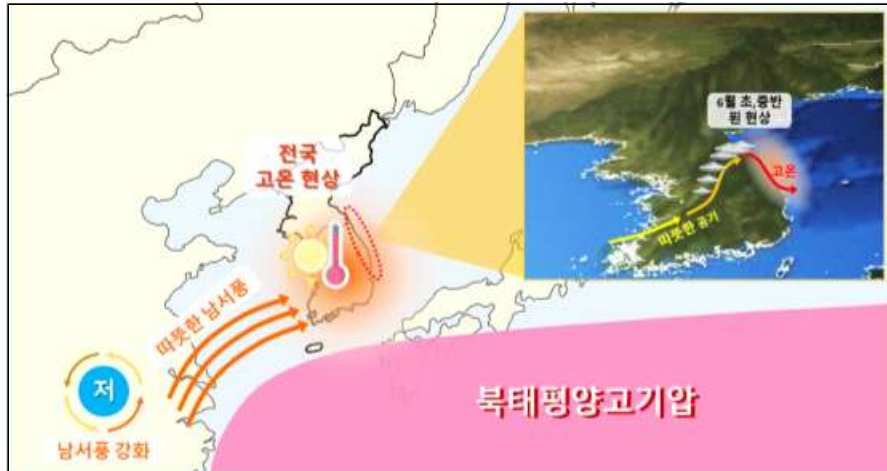 전국
고온 현상
따뜻한 남서풍
저
남서풍 강화
북태평양고기압
6월 초,중반
푄 현상
고온
따뜻한 공기